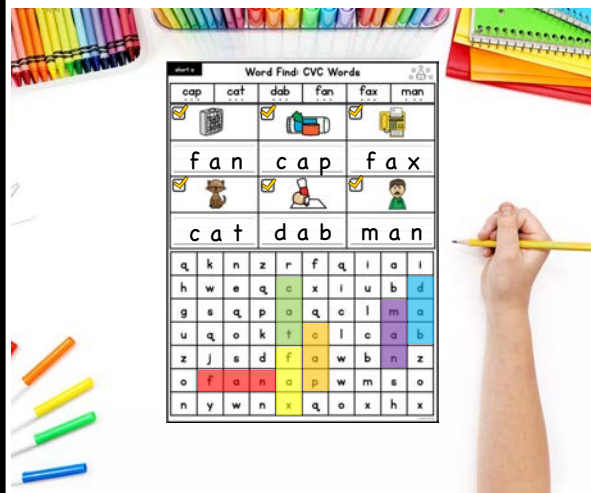 short a
Word Find: CVC Words
cap cat dab fan fax man
f a n c a p f a x
c a t d a b m a n
q k n z r f q i a i
h w e q c x i u b d
g s q p a q c l m a
u q o k t c l c a b
z j s d f a w b n z
o f a n a p w m s o
n y w n x q o x h x